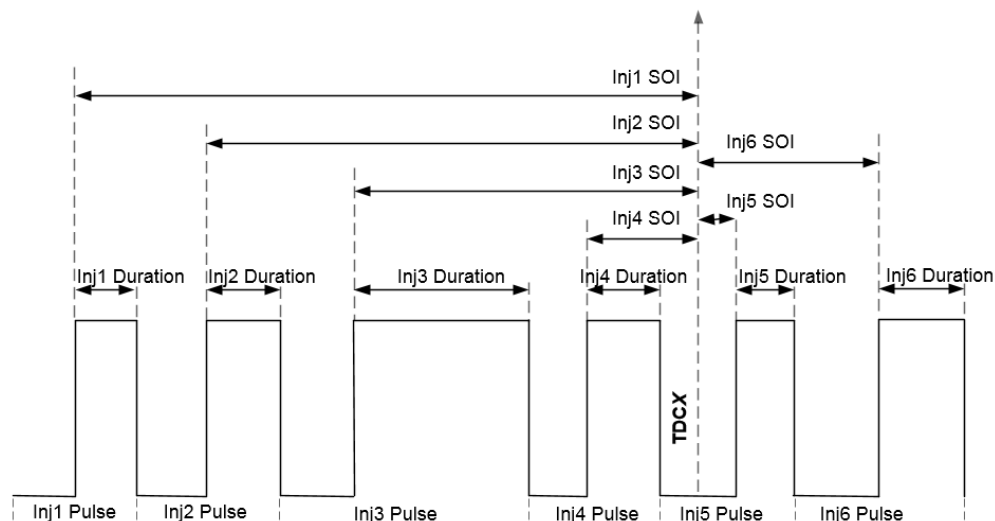 Inj1 SOI
Inj2 SOI
Inj6 SOI
Inj3 SOI
Inj5 SOI
Inj4 SOI
Inj1 Duration
Inj2 Duration
Inj3 Duration
Inj4 Duration
Inj5 Duration
Inj6 Duration
TDCX
Inj1 Pulse
Inj2 Pulse
Inj3 Pulse
Inj4 Pulse
Inj5 Pulse
Inj6 Pulse